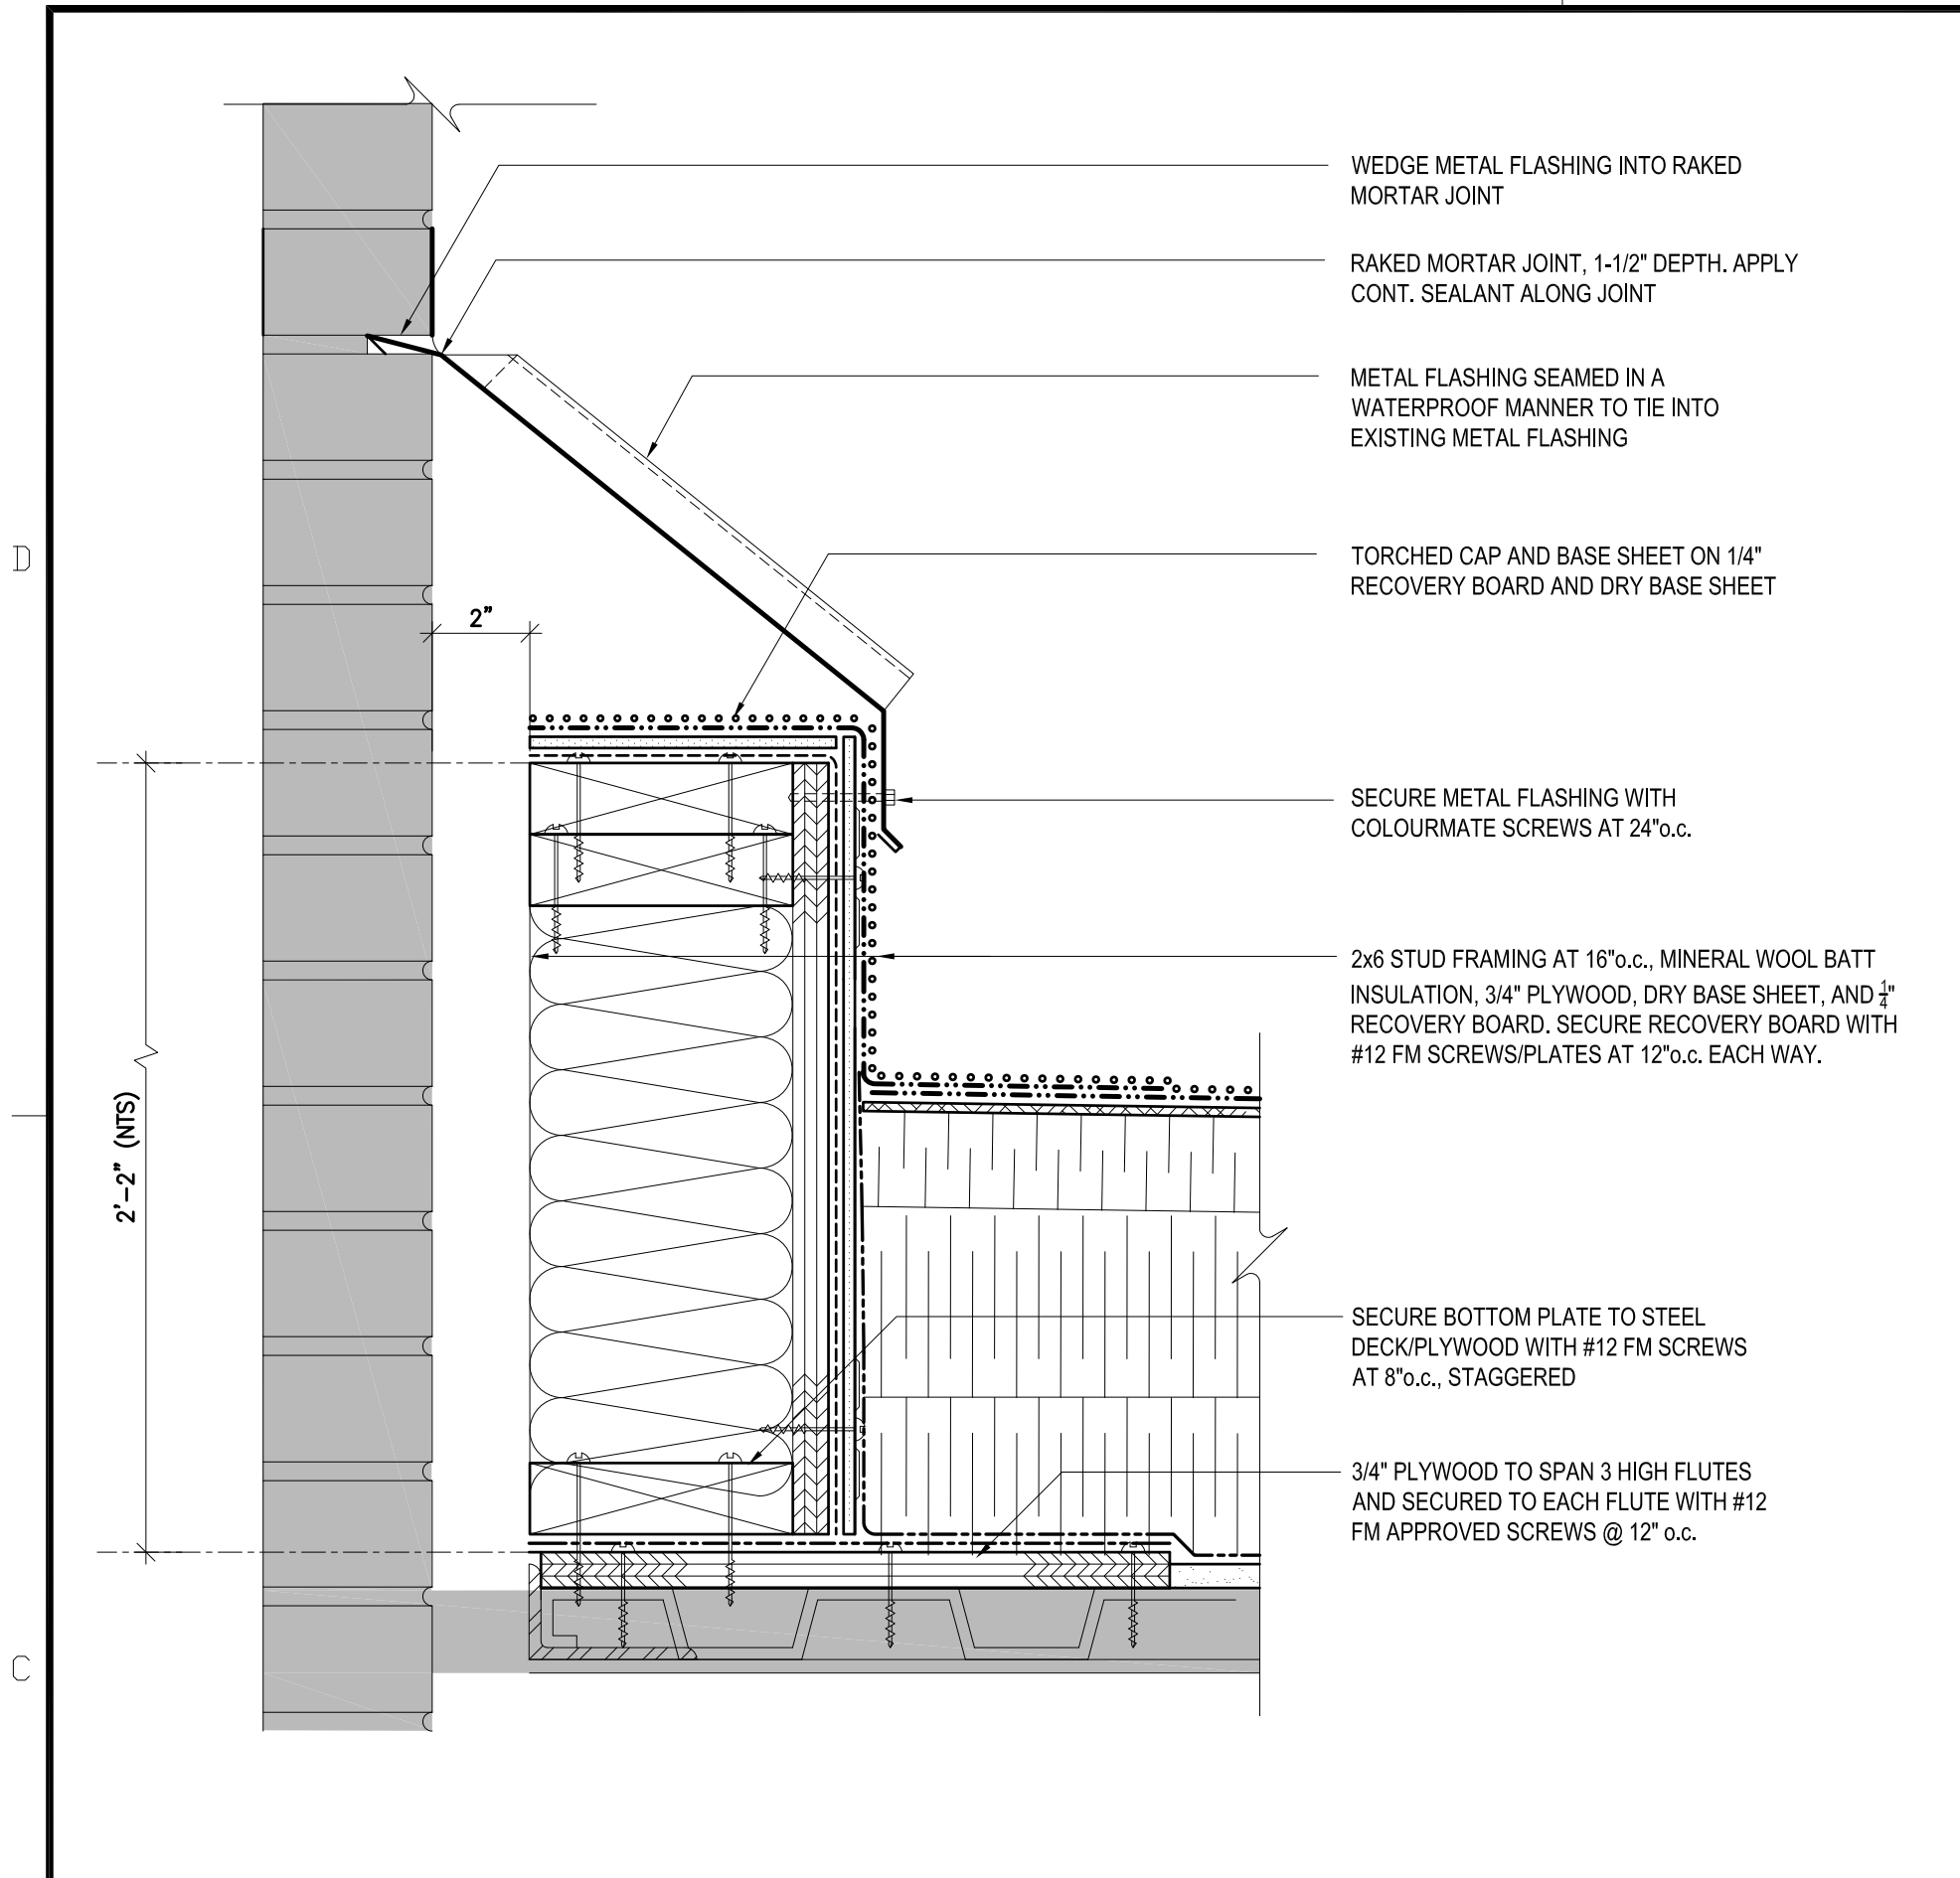 WEDGE METAL FLASHING INTO RAKED
MORTAR JOINT
RAKED MORTAR JOINT, 1-1/2" DEPTH. APPLY
CONT. SEALANT ALONG JOINT
METAL FLASHING SEAMED IN A
WATERPROOF MANNER TO TIE INTO
EXISTING METAL FLASHING
D
TORCHED CAP AND BASE SHEET ON 1/4"
RECOVERY BOARD AND DRY BASE SHEET
2"
SECURE METAL FLASHING WITH
COLOURMATE SCREWS AT 24"o.c.
2x6 STUD FRAMING AT 16"o.c., MINERAL WOOL BATT
INSULATION, 3/4" PLYWOOD, DRY BASE SHEET, AND 1/4"
RECOVERY BOARD. SECURE RECOVERY BOARD WITH
#12 FM SCREWS/PLATES AT 12"o.c. EACH WAY.
2'-2" (NTS)
SECURE BOTTOM PLATE TO STEEL
DECK/PLYWOOD WITH #12 FM SCREWS
AT 8"o.c., STAGGERED
3/4" PLYWOOD TO SPAN 3 HIGH FLUTES
AND SECURED TO EACH FLUTE WITH #12
FM APPROVED SCREWS @ 12" o.c.
C